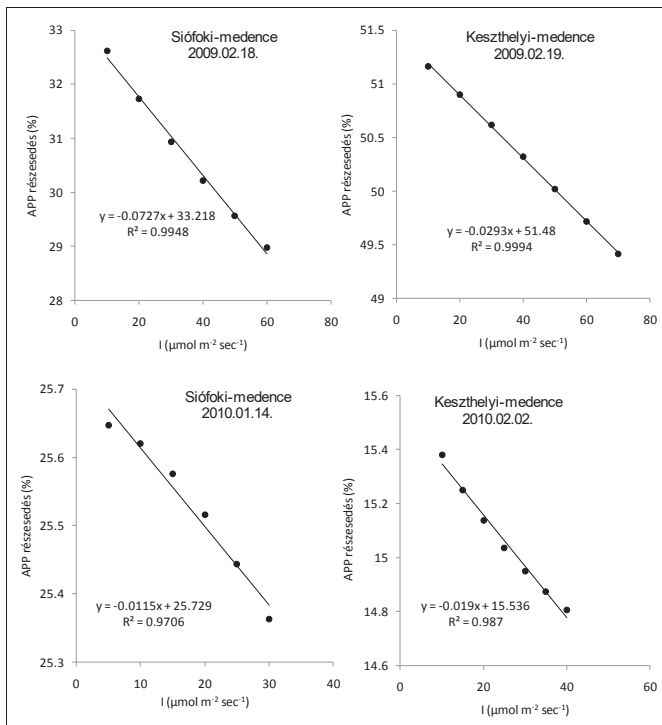 Siófoki-medence
2009.02.18.
33
32
31
30
29
28
APP részesedés (%)
y = -0.0727x + 33.218
R² = 0.9948
0 20 40 60 80
I (µmol m⁻² sec⁻¹)
Keszthelyi-medence
2009.02.19.
51.5
51
50.5
50
49.5
49
APP részesedés (%)
y = -0.0293x + 51.48
R² = 0.9994
0 20 40 60 80
I (µmol m⁻² sec⁻¹)
Siófoki-medence
2010.01.14.
25.7
25.6
25.5
25.4
25.3
APP részesedés (%)
y = -0.0115x + 25.729
R² = 0.9706
0 10 20 30 40
I (µmol m⁻² sec⁻¹)
Keszthelyi-medence
2010.02.02.
15.6
15.4
15.2
15
14.8
14.6
APP részesedés (%)
y = -0.019x + 15.536
R² = 0.987
0 20 40 60
I (µmol m⁻² sec⁻¹)